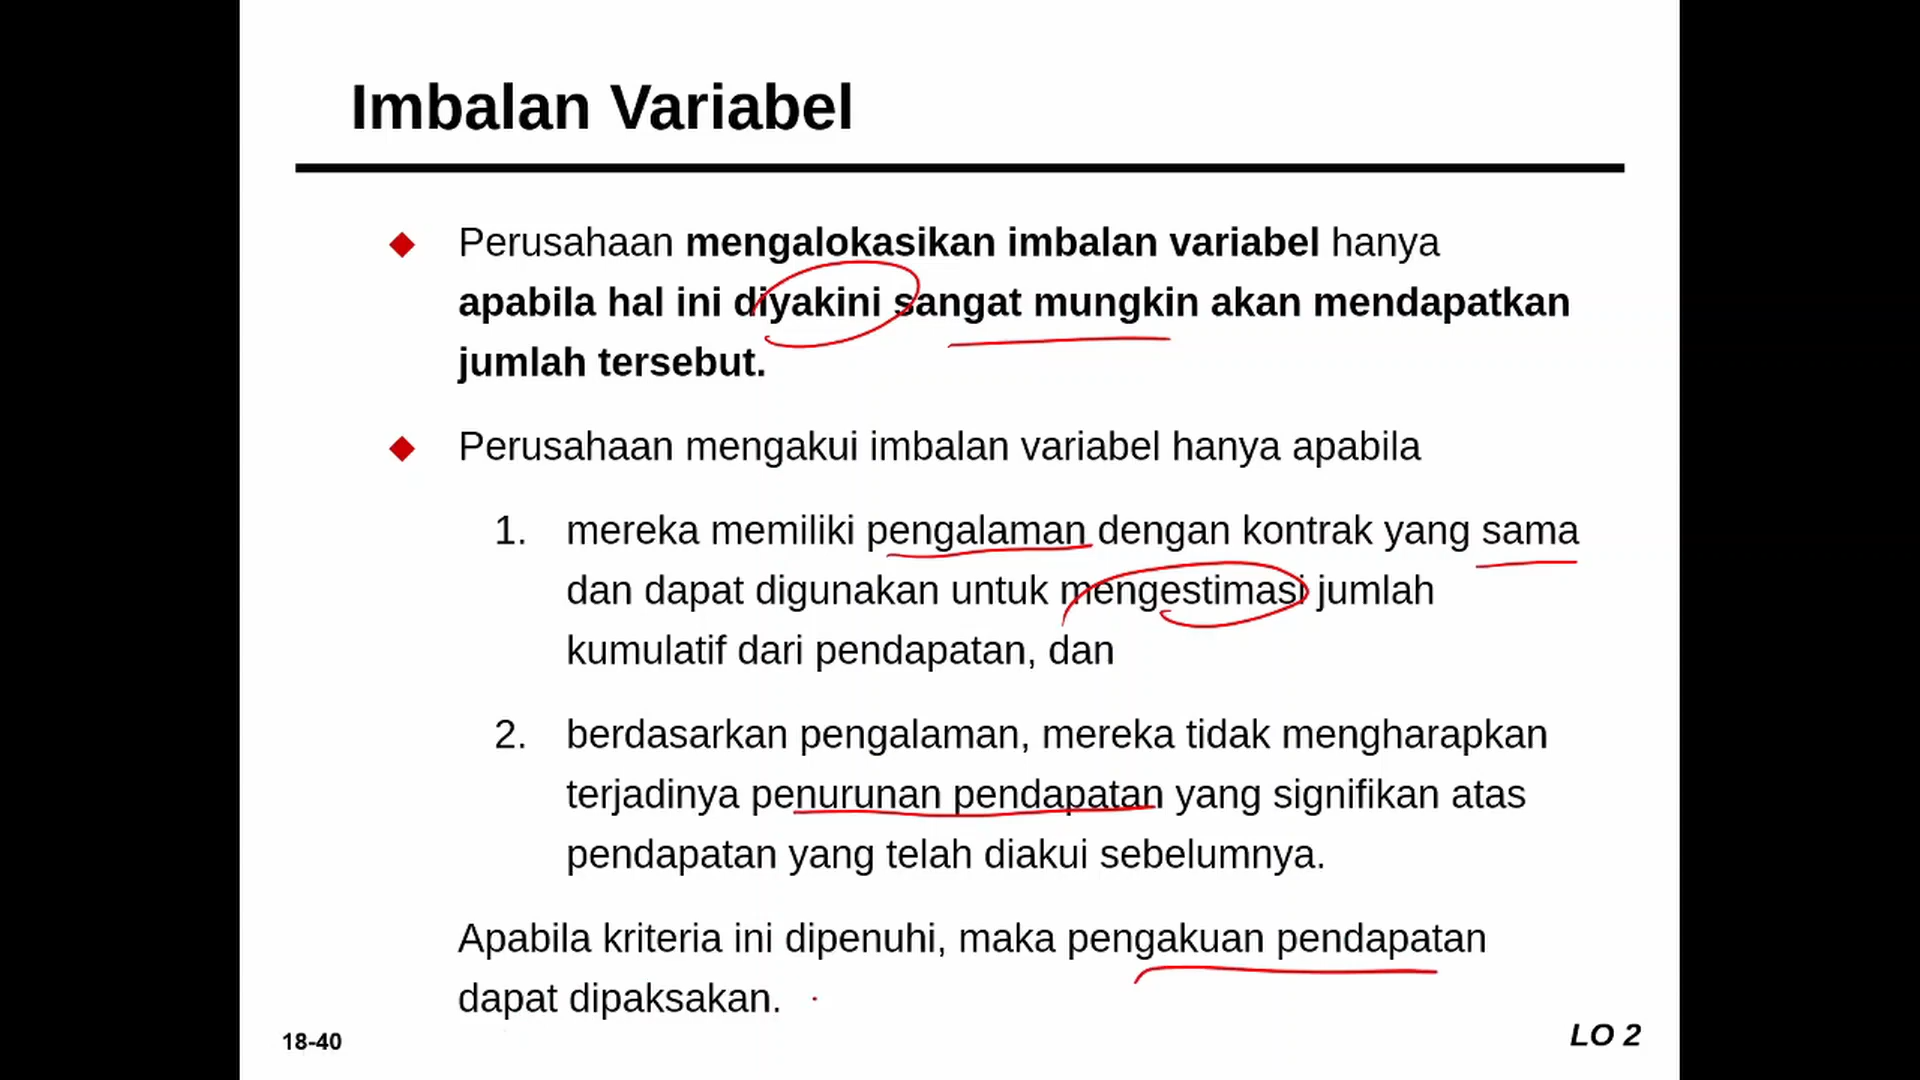 Imbalan Variabel
Perusahaan mengalokasikan imbalan variabel hanya
apabila hal ini diyakini sangat mungkin akan mendapatkan
jumlah tersebut.
Perusahaan mengakui imbalan variabel hanya apabila
1. mereka memiliki pengalaman dengan kontrak yang sama
dan dapat digunakan untuk mengestimasi jumlah
kumulatif dari pendapatan, dan
2. berdasarkan pengalaman, mereka tidak mengharapkan
terjadinya penurunan pendapatan yang signifikan atas
pendapatan yang telah diakui sebelumnya.
Apabila kriteria ini dipenuhi, maka pengakuan pendapatan
dapat dipaksakan.
18-40
LO 2